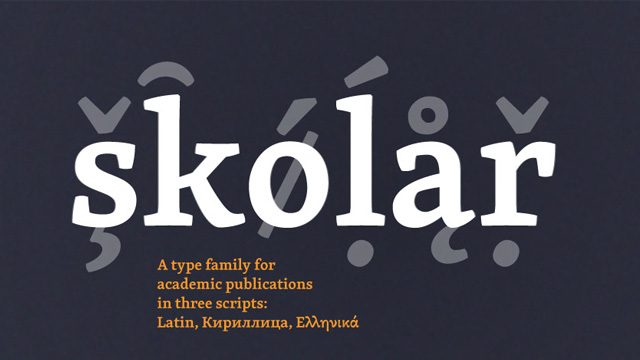 skolar
A type family for
academic publications
in three scripts:
Latin, Кириллица, Ελληνικά